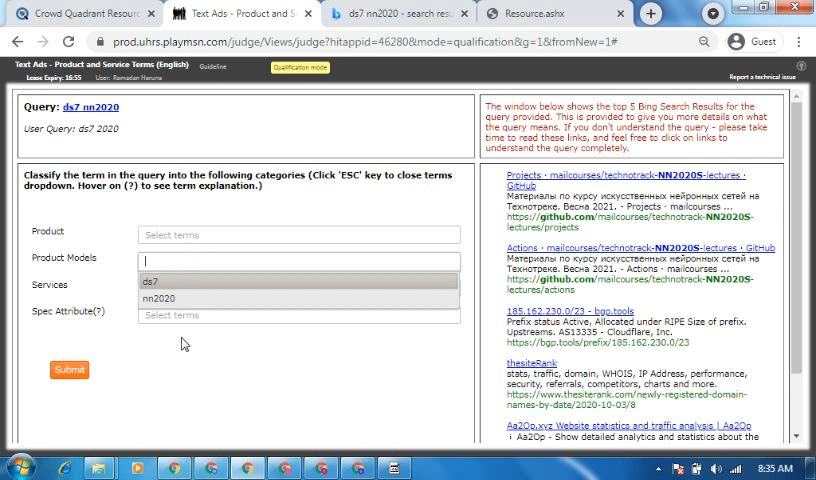 Crowd Quadrant Resourc
Text Ads - Product and Se
ds7 nn2020 - search resu
Resource.ashx
prod.uhrs.playmsn.com/judge/Views/judge?hitappid=46280&mode=qualification&g=1&fromNew=1#
Guest
Text Ads - Product and Service Terms (English)
Guideline
Qualification mode
Lease Expiry: 16:55
User: Ramadan Haruna
Report a technical issue
Query: ds7 nn2020
User Query: ds7 2020
The window below shows the top 5 Bing Search Results for the
query provided. This is provided to give you more details on what
the query means. If you don't understand the query - please take
time to read these links, and feel free to click on links to
understand the query completely.
Classify the term in the query into the following categories (Click 'ESC' key to close terms
dropdown. Hover on (?) to see term explanation.)
Product
Select terms
Product Models
ds7
Services
nn2020
Spec Attribute(?)
Select terms
Submit
Projects · mailcourses/technotrack-NN2020S-lectures ·
GitHub
Материалы по курсу искусственных нейронных сетей на
Технотреке. Весна 2021. - Projects · mailcourses ...
https://github.com/mailcourses/technotrack-NN2020S-
lectures/projects
Actions · mailcourses/technotrack-NN2020S-lectures · GitHub
Материалы по курсу искусственных нейронных сетей на
Технотреке. Весна 2021. - Actions · mailcourses ...
https://github.com/mailcourses/technotrack-NN2020S-
lectures/actions
185.162.230.0/23 - bgp.tools
Prefix status Active, Allocated under RIPE Size of prefix.
Upstreams. AS13335 - Cloudflare, Inc.
https://bgp.tools/prefix/185.162.230.0/23
thesiteRank
stats, traffic, domain, WHOIS, IP Address, performance,
security, referrals, competitors, charts and more.
https://www.thesiterank.com/newly-registered-domain-
names-by-date/2020-10-03/8
Aa2Op.xyz Website statistics and traffic analysis | Aa2Op
Aa2Op - Show detailed analytics and statistics about the
8:35 AM